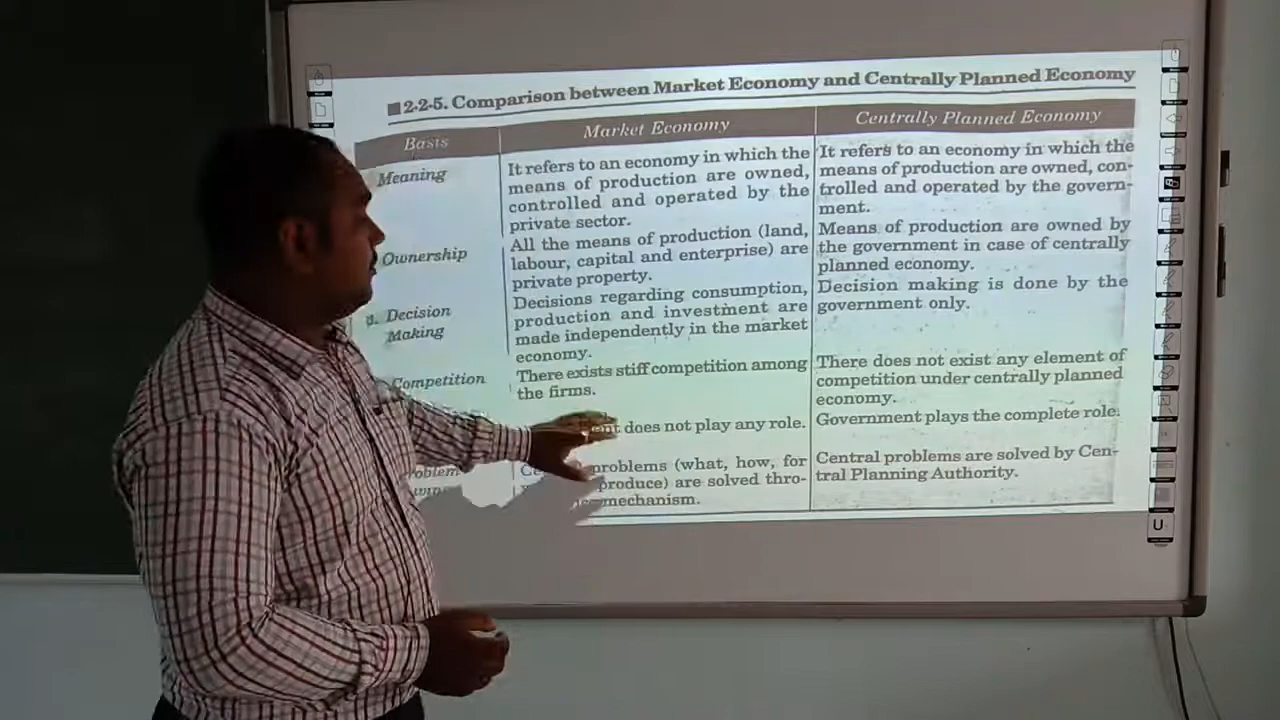 2-2-5. Comparison between Market Economy and Centrally Planned Economy
Basis
Market Economy
Centrally Planned Economy
Meaning
It refers to an economy in which the
means of production are owned,
controlled and operated by the
private sector.
It refers to an economy in which the
means of production are owned, con-
trolled and operated by the govern-
ment.
Ownership
All the means of production (land,
labour, capital and enterprise) are
private property.
Means of production are owned by
the government in case of centrally
planned economy.
Decision
Making
Decisions regarding consumption,
production and investment are
made independently in the market
economy.
Decision making is done by the
government only.
Competition
There exists stiff competition among
the firms.
There does not exist any element of
competition under centrally planned
economy.
does not play any role.
Government plays the complete role.
problems (what, how, for
produce) are solved thro-
mechanism.
Central problems are solved by Cen-
tral Planning Authority.
U